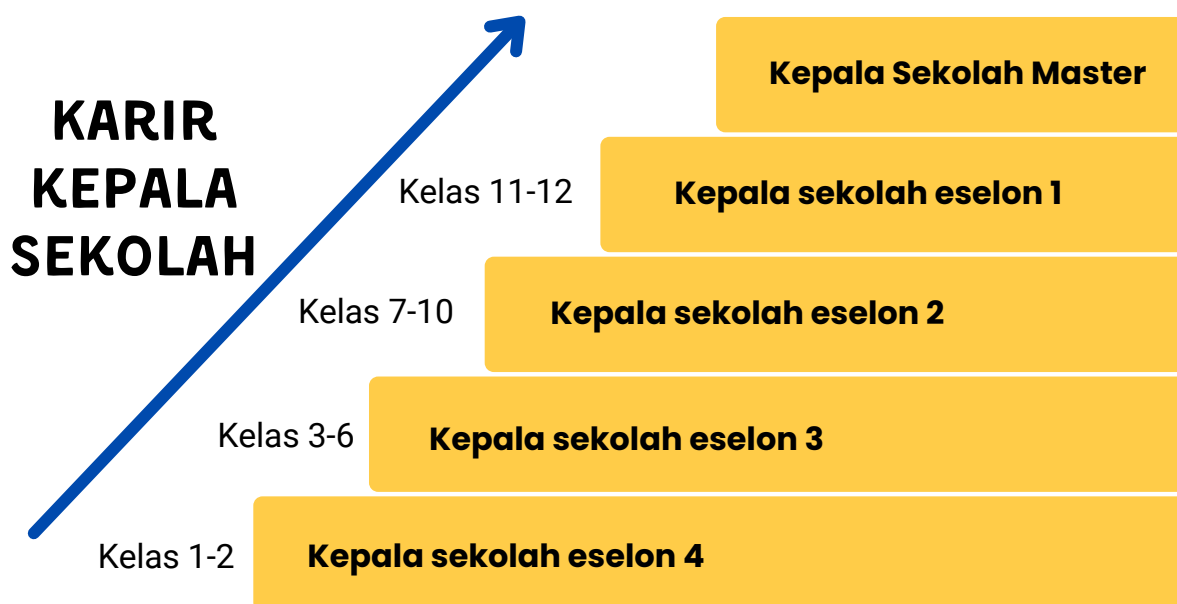 KARIR
KEPALA
SEKOLAH
Kepala Sekolah Master
Kelas 11-12
Kepala sekolah eselon 1
Kelas 7-10
Kepala sekolah eselon 2
Kelas 3-6
Kepala sekolah eselon 3
Kelas 1-2
Kepala sekolah eselon 4